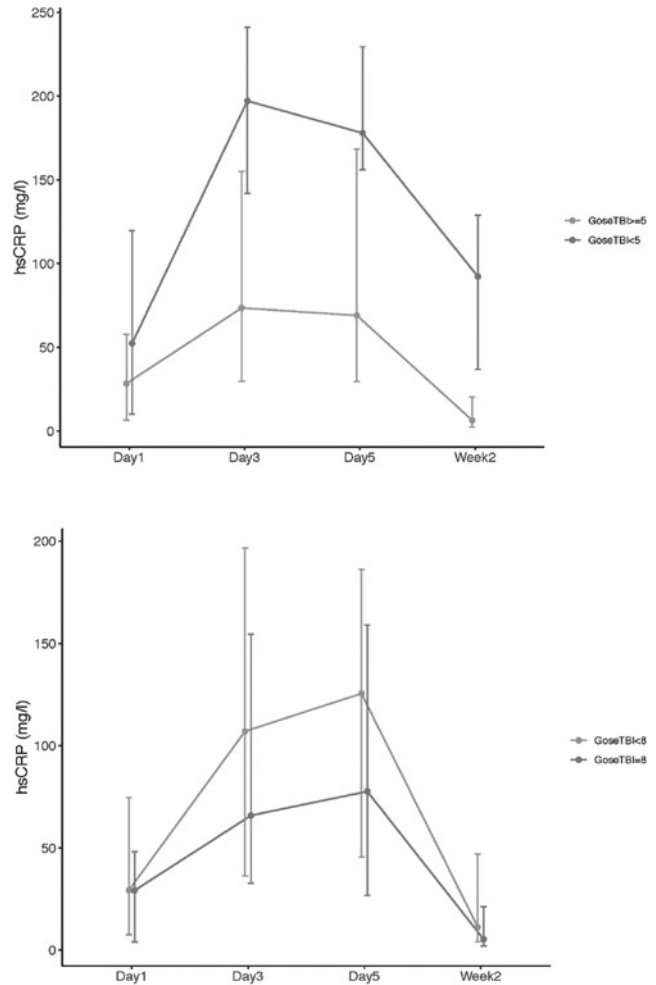 250
200
150
100
50
0
hsCRP (mg/l)
Day1 Day3 Day5 Week2
GoseTBI>=5
GoseTBI<5
200
150
100
50
0
hsCRP (mg/l)
Day1 Day3 Day5 Week2
GoseTBI<8
GoseTBI=8